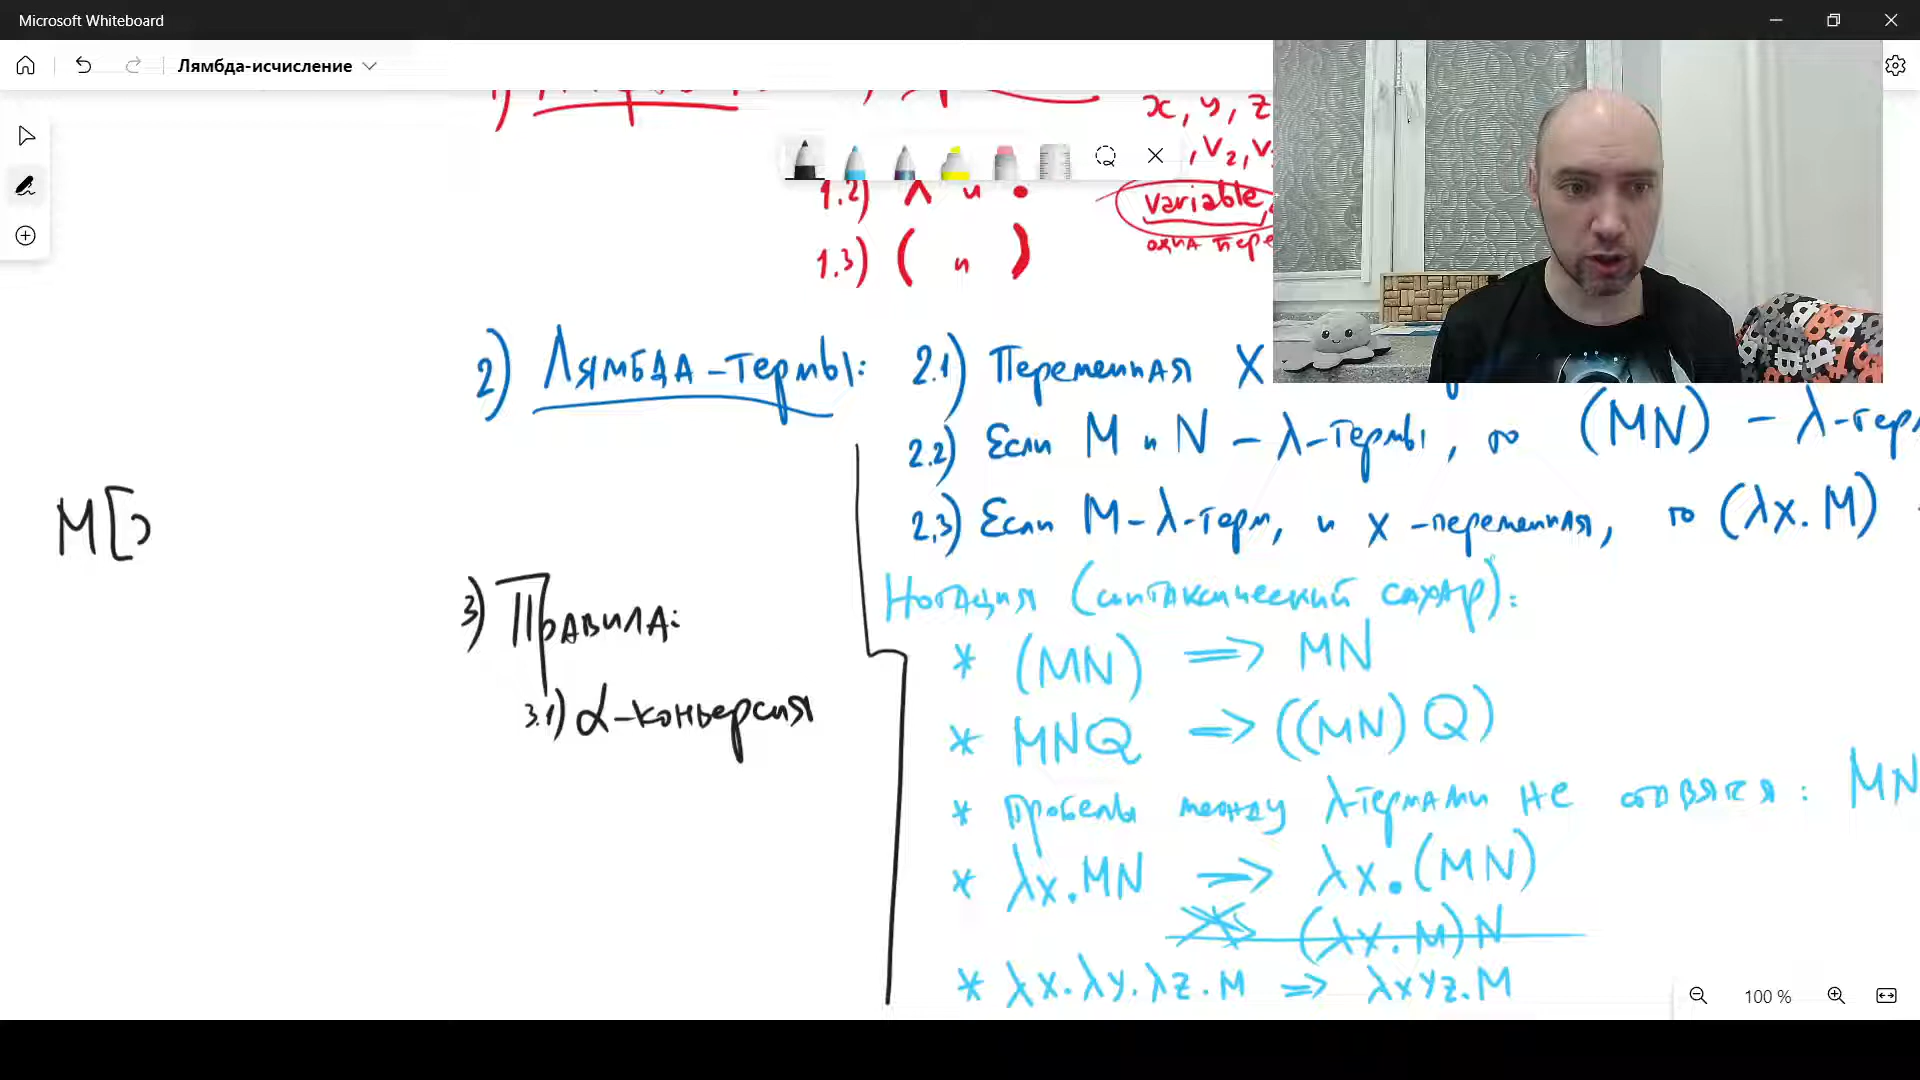 Microsoft Whiteboard
Лямбда-исчисление
x, y, z
, v₂, v
1.2) λ и .
variable,
одна пере
1.3) ( и )
2) Лямбда-термы:
2.1) Переменная X
2.2) Если M и N – λ-термы, то (MN) – λ-терм
2.3) Если M – λ-терм, и x – переменная, то (λx. M)
M[
3) Правила:
3.1) α-конверсия
Нотация (синтаксический сахар):
* (MN) ⇒ MN
* MNQ ⇒ ((MN) Q)
* Пробелы между λ-термами не ставятся: MN
* λx.MN ⇒ λx.(MN)
(λx.M)N
* λx.λy.λz.M ⇒ λxyz.M
100 %